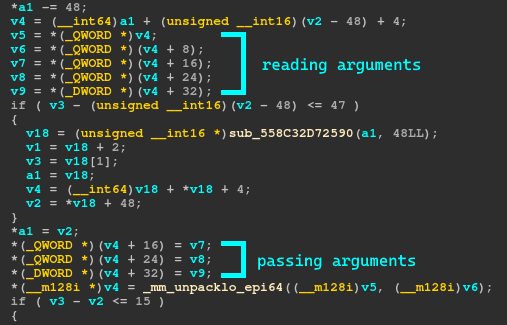 *a1 -= 48;
v4 = (__int64)a1 + (unsigned __int16)(v2 - 48) + 4;
v5 = *(_QWORD *)v4;
v6 = *(_QWORD *)(v4 + 8);
v7 = *(_QWORD *)(v4 + 16);
v8 = *(_QWORD *)(v4 + 24);
v9 = *(_QWORD *)(v4 + 32);
reading arguments
if ( v3 - (unsigned __int16)(v2 - 48) <= 47 )
{
v18 = (unsigned __int16 *)sub_558C32D72590(a1, 48LL);
v1 = v18 + 2;
v3 = v18[1];
a1 = v18;
v4 = (__int64)v18 + *v18 + 4;
v2 = *v18 + 48;
}
*a1 = v2;
*(_QWORD *)(v4 + 16) = v7;
*(_QWORD *)(v4 + 24) = v8;
*(_DWORD *)(v4 + 32) = v9;
passing arguments
*(__m128i *)v4 = _mm_unpacklo_epi64((__m128i)v5, (__m128i)v6);
if ( v3 - v2 <= 15 )
{